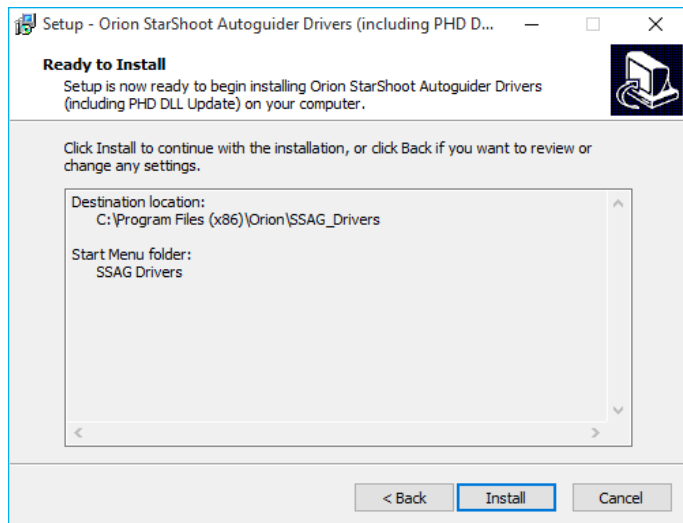 Setup - Orion StarShoot Autoguider Drivers (including PHD D...
Ready to Install
Setup is now ready to begin installing Orion StarShoot Autoguider Drivers
(including PHD DLL Update) on your computer.
Click Install to continue with the installation, or click Back if you want to review or
change any settings.
Destination location:
C:\Program Files (x86)\Orion\SSAG_Drivers
Start Menu folder:
SSAG Drivers
< Back
Install
Cancel